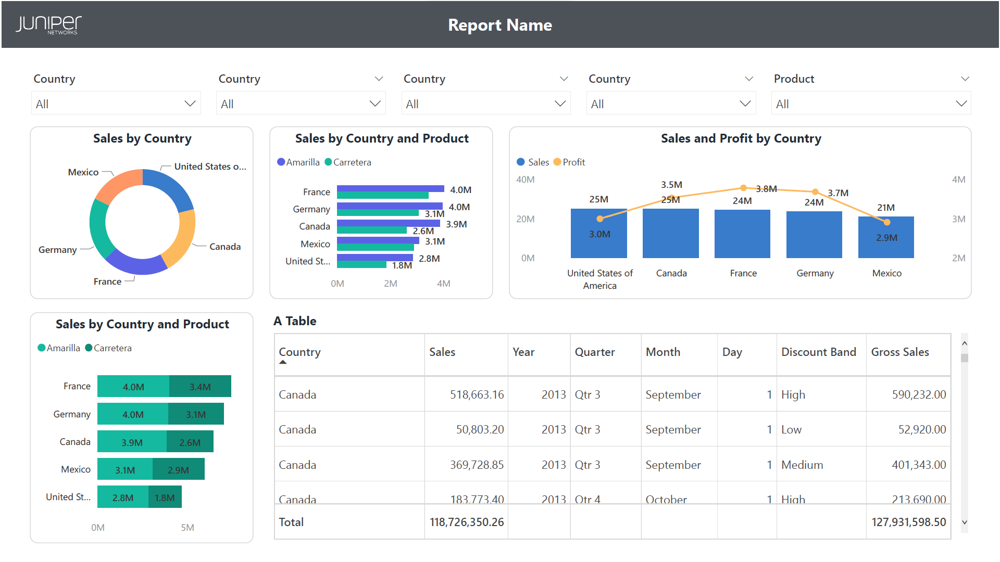 JUNIPER
NETWORKS
Report Name
Country
Country
Country
Country
Product
All
All
All
All
All
Sales by Country
United States o...
Mexico
Canada
Germany
France
Sales by Country and Product
Amarilla Carretera
France 4.0M
Germany 4.0M
3.1M
Canada 3.9M
2.6M
Mexico 3.1M
United St... 2.8M
1.8M
0M 2M 4M
Sales and Profit by Country
Sales Profit
40M 4M
20M 3M
0M 2M
25M 25M 24M 24M 21M
3.0M 3.5M 3.8M 3.7M 2.9M
United States of
America
Canada
France
Germany
Mexico
Sales by Country and Product
Amarilla Carretera
France 4.0M 3.4M
Germany 4.0M 3.1M
Canada 3.9M 2.6M
Mexico 3.1M 2.9M
United St... 2.8M 1.8M
0M 5M
A Table
Country Sales Year Quarter Month Day Discount Band Gross Sales
Canada 518,663.16 2013 Qtr 3 September 1 High 590,232.00
Canada 50,803.20 2013 Qtr 3 September 1 Low 52,920.00
Canada 369,728.85 2013 Qtr 3 September 1 Medium 401,343.00
Canada 183,773.40 2013 Qtr 4 October 1 High 213,690.00
Total 118,726,350.26 127,931,598.50